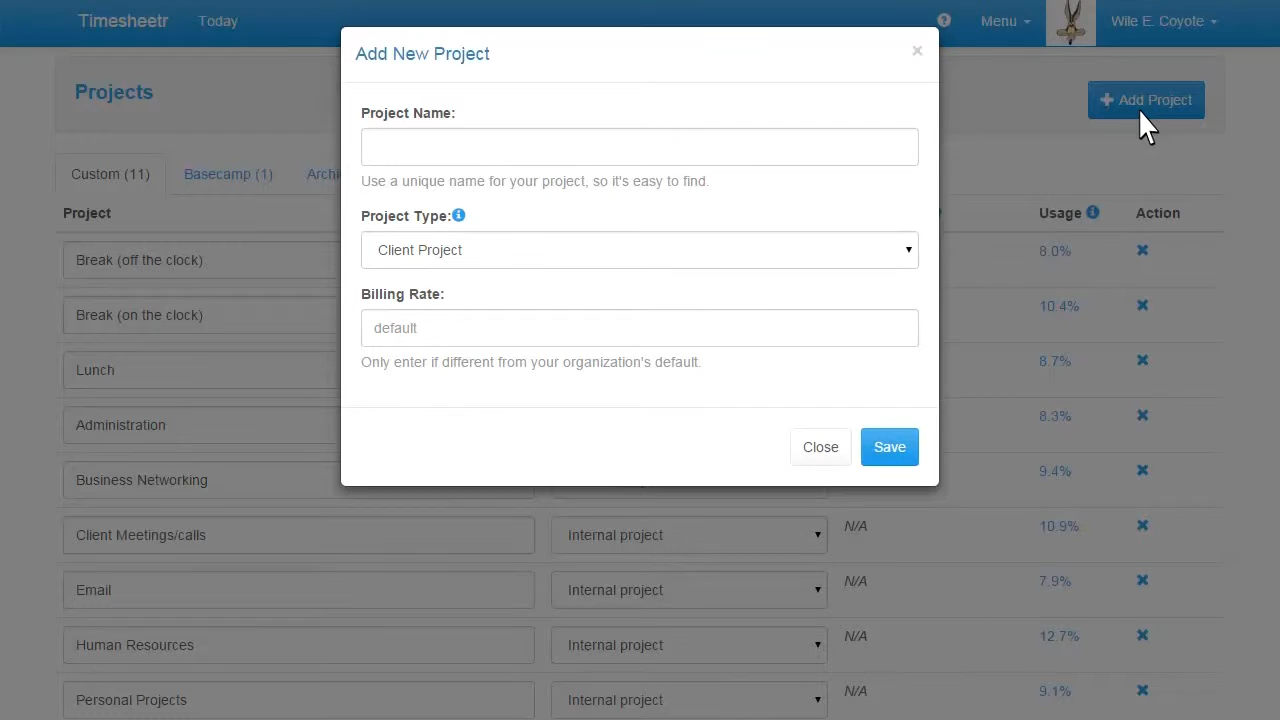 Timesheetr Today Menu Wile E. Coyote
Add New Project ×
Projects
Add Project
Project Name:
Use a unique name for your project, so it's easy to find.
Custom (11) Basecamp (1)
Project Type:
Project Usage Action
Client Project
Break (off the clock) 8.0%
Billing Rate:
default
Break (on the clock) 10.4%
Only enter if different from your organization's default.
Lunch 8.7%
Administration 8.3%
Close Save
Business Networking 9.4%
Client Meetings/calls Internal project N/A 10.9%
Email Internal project N/A 7.9%
Human Resources Internal project N/A 12.7%
Personal Projects Internal project N/A 9.1%